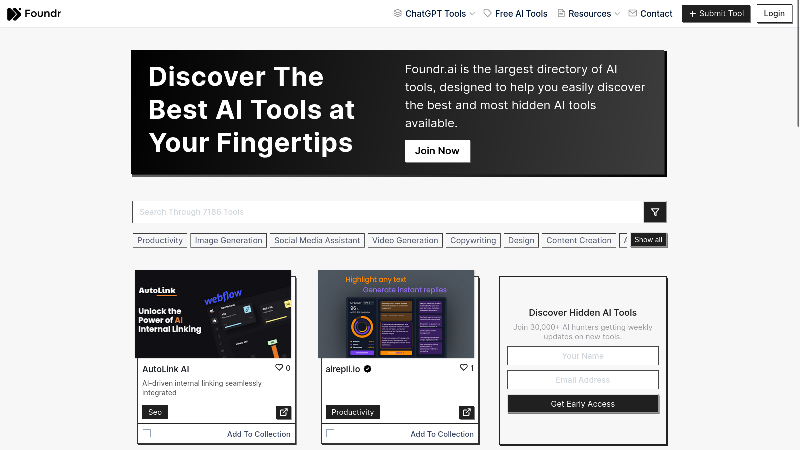 Foundr
ChatGPT Tools
Free AI Tools
Resources
Contact
+ Submit Tool
Login
Discover The
Best AI Tools at
Your Fingertips
Foundr.ai is the largest directory of AI
tools, designed to help you easily discover
the best and most hidden AI tools
available.
Join Now
Search Through 7186 Tools
Productivity
Image Generation
Social Media Assistant
Video Generation
Copywriting
Design
Content Creation
Show all
AutoLink
webflow
Unlock the
Power of AI
Internal Linking
AutoLink AI
0
AI-driven internal linking seamlessly
integrated
Seo
Add To Collection
Highlight any text
Generate instant replies
airepli.io
1
Productivity
Add To Collection
Discover Hidden AI Tools
Join 30,000+ AI hunters getting weekly
updates on new tools.
Your Name
Email Address
Get Early Access